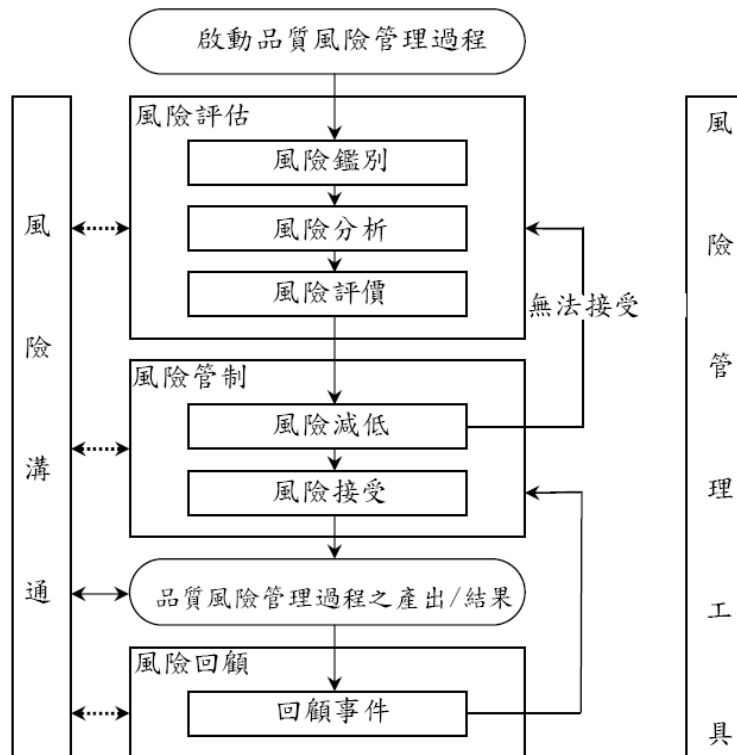 啟動品質風險管理過程
風險評估
風險鑑別
風險分析
風險評價
無法接受
風險管制
風險減低
風險接受
品質風險管理過程之產出/結果
風險回顧
回顧事件
風險溝通
風險管理工具